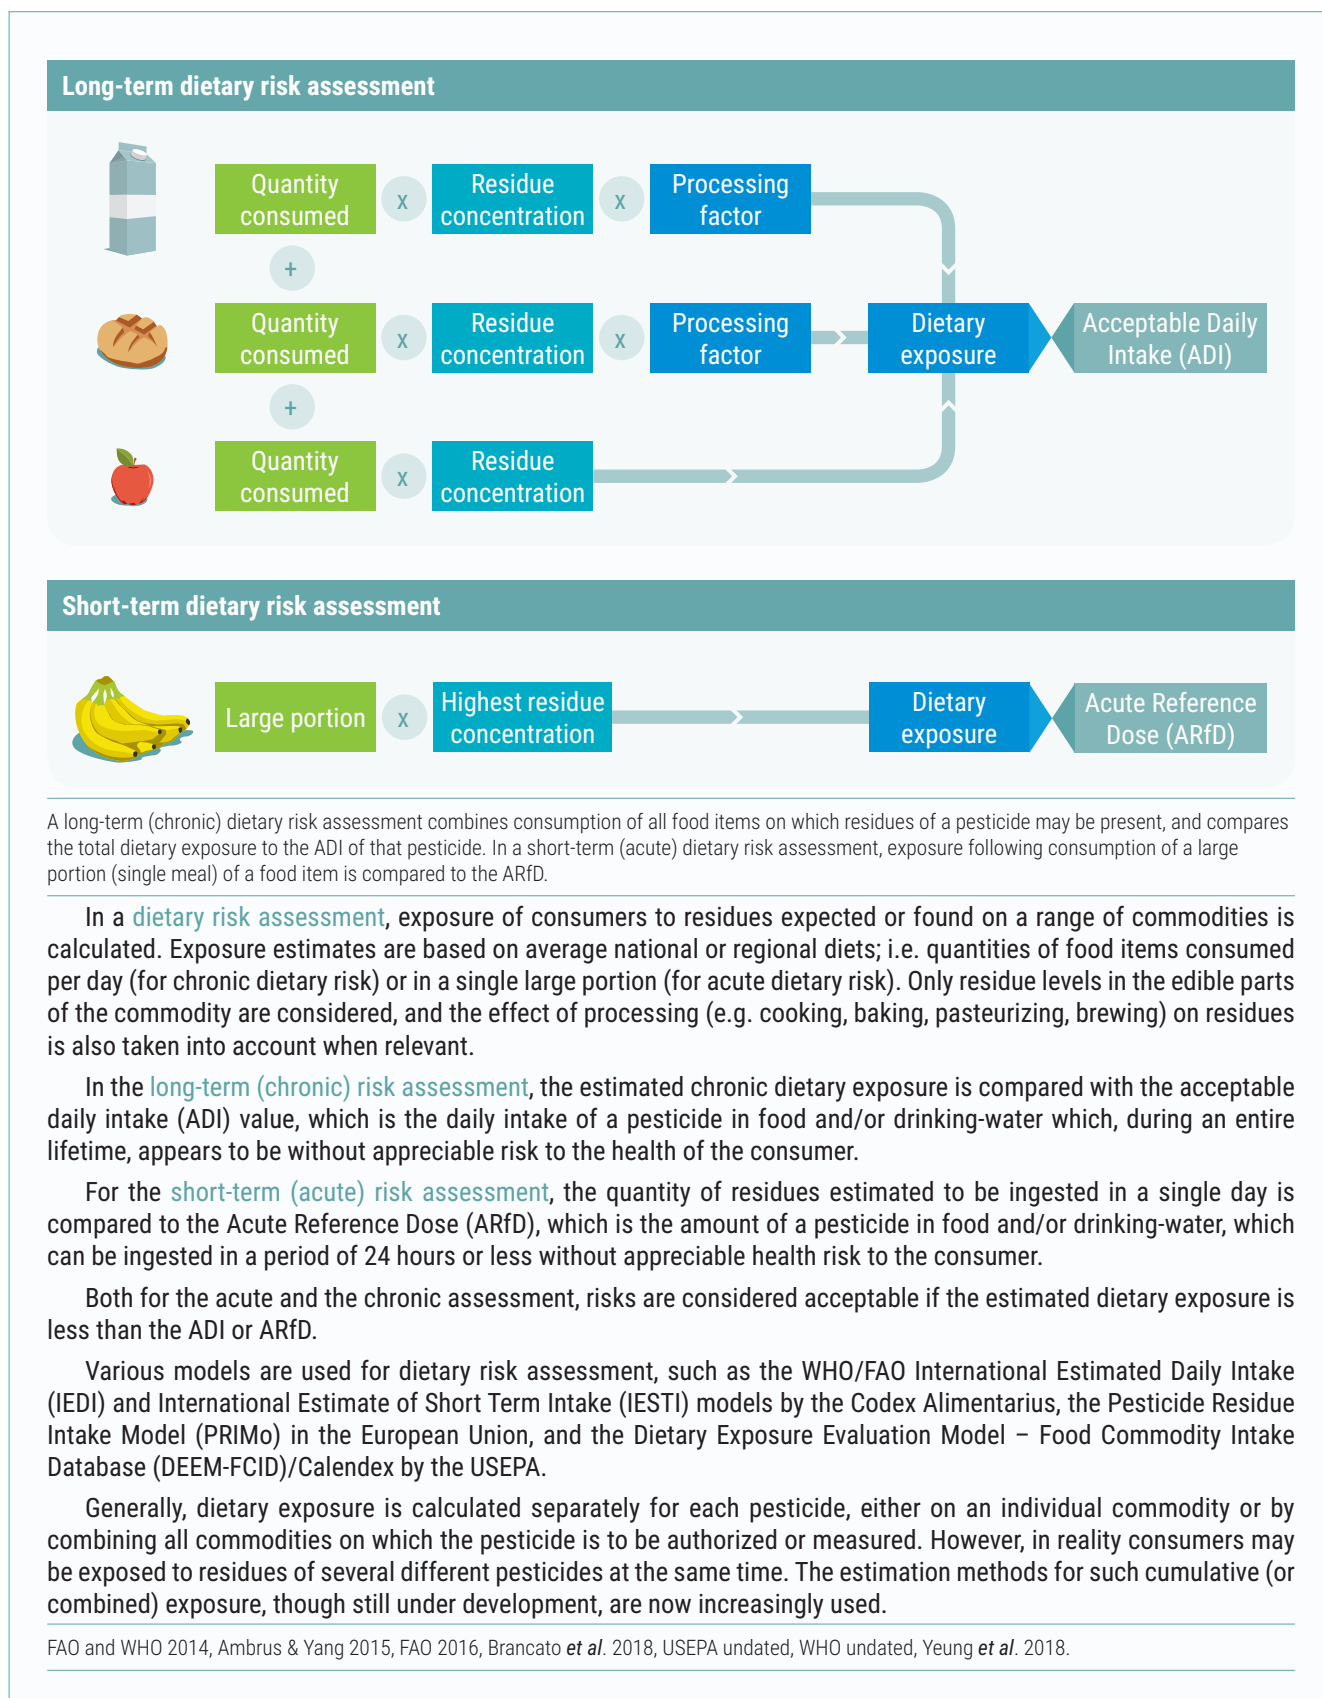 Long-term dietary risk assessment
Quantity consumed x Residue concentration x Processing factor
+
Quantity consumed x Residue concentration x Processing factor Dietary exposure Acceptable Daily Intake (ADI)
+
Quantity consumed x Residue concentration
Short-term dietary risk assessment
Large portion x Highest residue concentration Dietary exposure Acute Reference Dose (ARfD)
A long-term (chronic) dietary risk assessment combines consumption of all food items on which residues of a pesticide may be present, and compares
the total dietary exposure to the ADI of that pesticide. In a short-term (acute) dietary risk assessment, exposure following consumption of a large
portion (single meal) of a food item is compared to the ARfD.
In a dietary risk assessment, exposure of consumers to residues expected or found on a range of commodities is
calculated. Exposure estimates are based on average national or regional diets; i.e. quantities of food items consumed
per day (for chronic dietary risk) or in a single large portion (for acute dietary risk). Only residue levels in the edible parts
of the commodity are considered, and the effect of processing (e.g. cooking, baking, pasteurizing, brewing) on residues
is also taken into account when relevant.
In the long-term (chronic) risk assessment, the estimated chronic dietary exposure is compared with the acceptable
daily intake (ADI) value, which is the daily intake of a pesticide in food and/or drinking-water which, during an entire
lifetime, appears to be without appreciable risk to the health of the consumer.
For the short-term (acute) risk assessment, the quantity of residues estimated to be ingested in a single day is
compared to the Acute Reference Dose (ARfD), which is the amount of a pesticide in food and/or drinking-water, which
can be ingested in a period of 24 hours or less without appreciable health risk to the consumer.
Both for the acute and the chronic assessment, risks are considered acceptable if the estimated dietary exposure is
less than the ADI or ARfD.
Various models are used for dietary risk assessment, such as the WHO/FAO International Estimated Daily Intake
(IEDI) and International Estimate of Short Term Intake (IESTI) models by the Codex Alimentarius, the Pesticide Residue
Intake Model (PRIMo) in the European Union, and the Dietary Exposure Evaluation Model – Food Commodity Intake
Database (DEEM-FCID)/Calendex by the USEPA.
Generally, dietary exposure is calculated separately for each pesticide, either on an individual commodity or by
combining all commodities on which the pesticide is to be authorized or measured. However, in reality consumers may
be exposed to residues of several different pesticides at the same time. The estimation methods for such cumulative (or
combined) exposure, though still under development, are now increasingly used.
FAO and WHO 2014, Ambrus & Yang 2015, FAO 2016, Brancato et al. 2018, USEPA undated, WHO undated, Yeung et al. 2018.